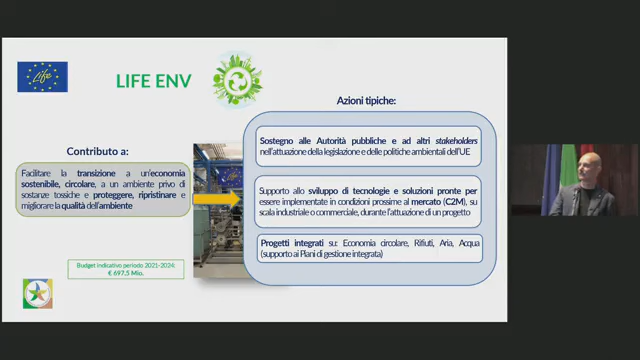 Life
LIFE ENV
Azioni tipiche:
Contributo a:
Facilitare la transizione a un'economia
sostenibile, circolare, a un ambiente privo di
sostanze tossiche e proteggere, ripristinare e
migliorare la qualità dell'ambiente
Budget indicativo periodo 2021-2024:
€ 697.5 Mio.
Sostegno alle Autorità pubbliche e ad altri stakeholders
nell'attuazione della legislazione e delle politiche ambientali dell'UE
Supporto allo sviluppo di tecnologie e soluzioni pronte per
essere implementate in condizioni prossime al mercato (C2M), su
scala industriale o commerciale, durante l'attuazione di un progetto
Progetti integrati su: Economia circolare, Rifiuti, Aria, Acqua
(supporto ai Piani di gestione integrata)